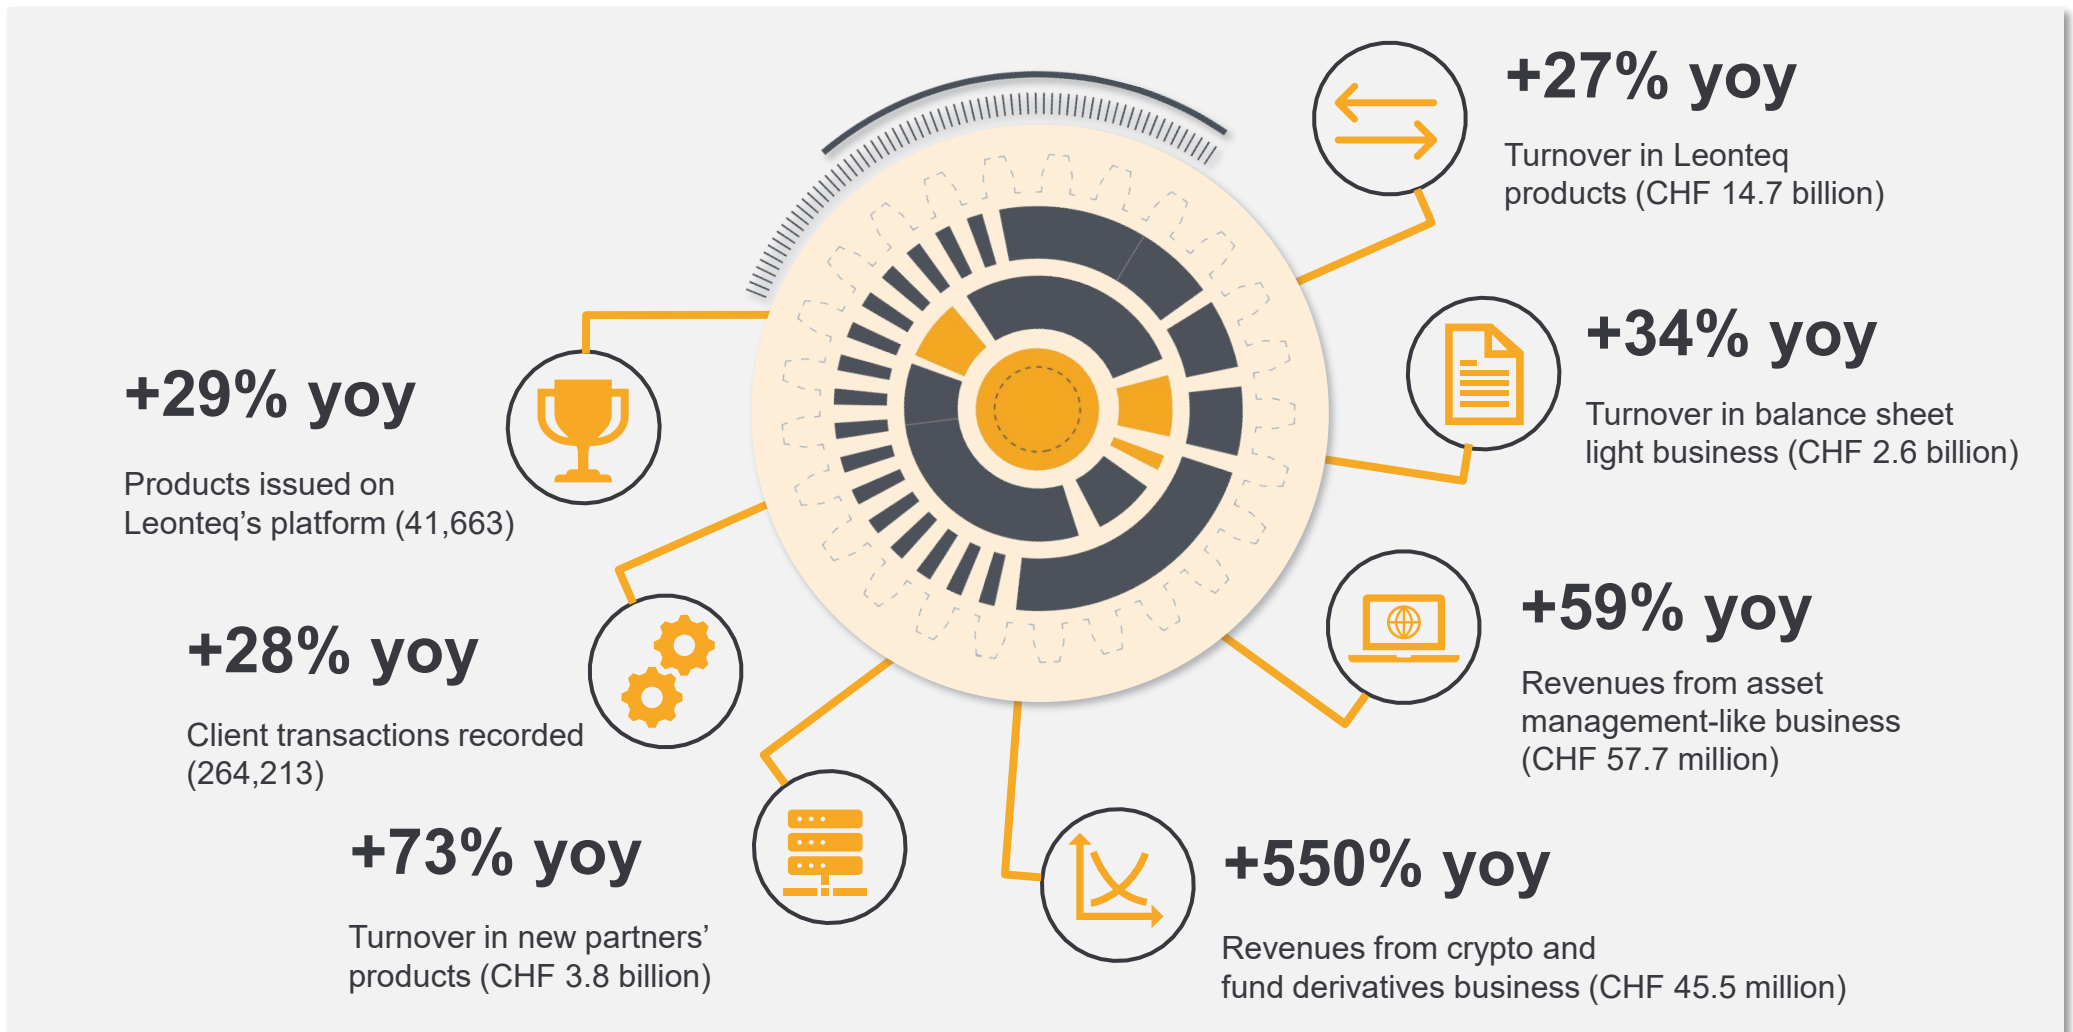 +27% yoy
Turnover in Leonteq
products (CHF 14.7 billion)
+34% yoy
Turnover in balance sheet
light business (CHF 2.6 billion)
+59% yoy
Revenues from asset
management-like business
(CHF 57.7 million)
+550% yoy
Revenues from crypto and
fund derivatives business (CHF 45.5 million)
+73% yoy
Turnover in new partners’
products (CHF 3.8 billion)
+28% yoy
Client transactions recorded
(264,213)
+29% yoy
Products issued on
Leonteq’s platform (41,663)